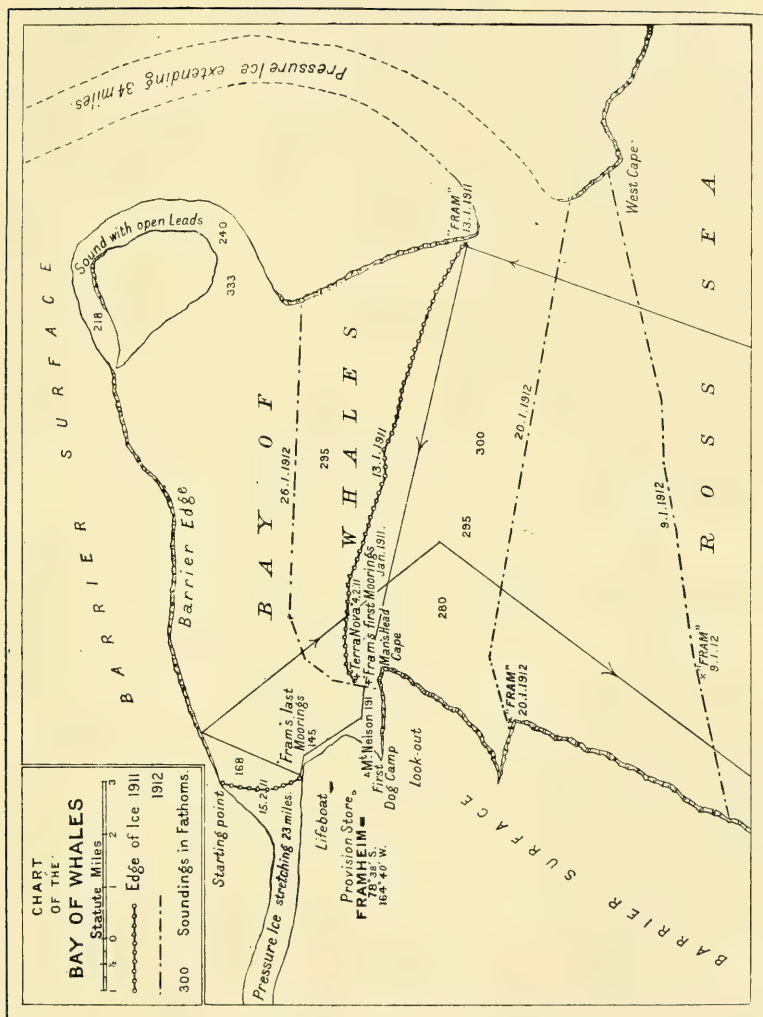 CHART
OF THE
BAY OF WHALES
Statute Miles
1 ½ 0 1 2 3
Edge of Ice 1911
1912
300 Soundings in Fathoms.
Pressure Ice extending 34 miles.
BARRIER SURFACE
Sound with open Leads
218
240
333
Barrier Edge
BAY OF
WHALES
26.1.1912
295
13.1.1911
"FRAM"
13.1.1911
West Cape
ROSS SEA
300
295
280
20.1.1912
9.1.1912
"FRAM"
20.1.1912
"FRAM"
9.1.12
"Terra Nova" 4.2.11
"Fram's first Moorings
Jan. 1911.
Man's Head
Cape
"Fram's last
Moorings
145
168
15.2.11
Starting point
Pressure Ice stretching 23 miles.
Lifeboat
Mt Nelson 191
First
Dog Camp
Look-out
Provision Store
FRAMHEIM
78° 38' S.
164° 40' W.
BARRIER SURFACE